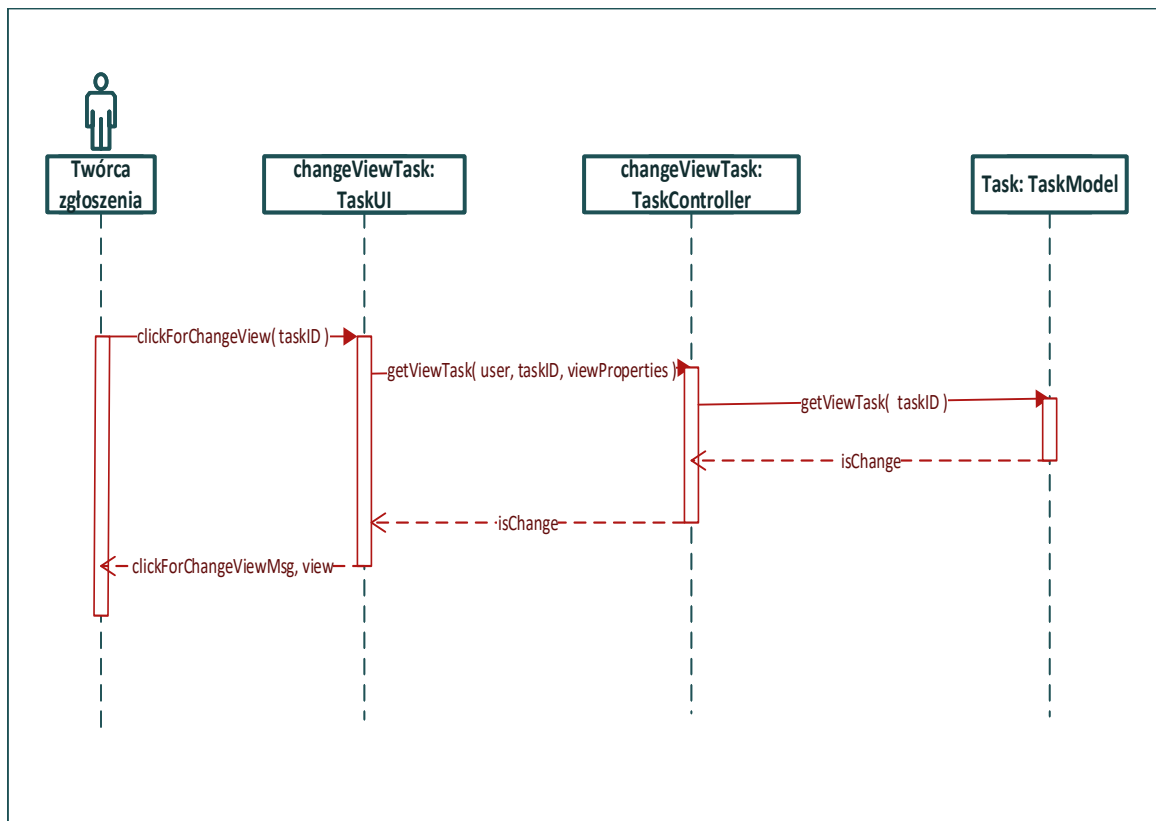 Twórca
zgłoszenia
changeViewTask:
TaskUI
changeViewTask:
TaskController
Task: TaskModel
clickForChangeView( taskID )
getViewTask( user, taskID, viewProperties )
getViewTask(  taskID )
isChange
isChange
clickForChangeViewMsg, view